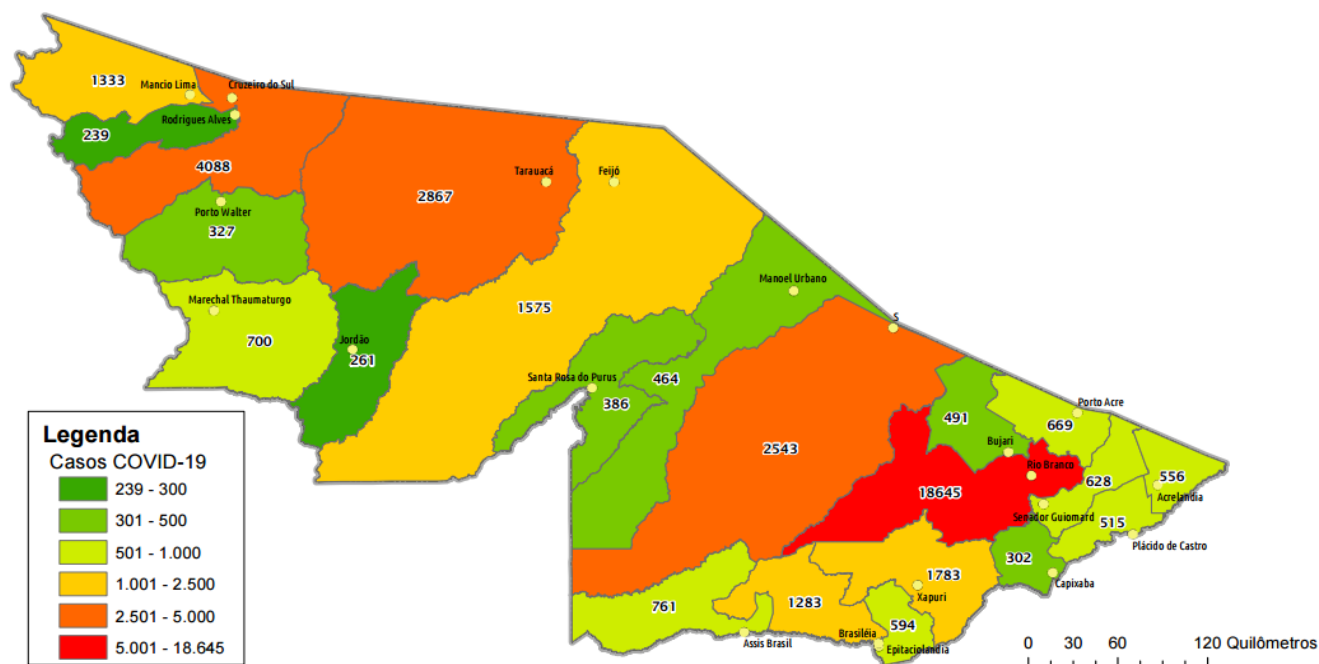 1333
Mancio Lima
Cruzeiro do Sul
239
Rodrigues Alves
4088
2867
Tarauacá
Feijó
Porto Walter
327
Manoel Urbano
Marechal Thaumaturgo
700
1575
S
Jordão
261
Santa Rosa do Purus
464
386
Porto Acre
669
491
Bujari
2543
Rio Branco
18645
628
556
Acrelandia
Senador Guiomard
515
Plácido de Castro
302
Capixaba
1783
Xapuri
761
1283
594
Assis Brasil
Brasiléia
Epitaciolandia
Legenda
Casos COVID-19
239 - 300
301 - 500
501 - 1.000
1.001 - 2.500
2.501 - 5.000
5.001 - 18.645
0 30 60 120 Quilômetros